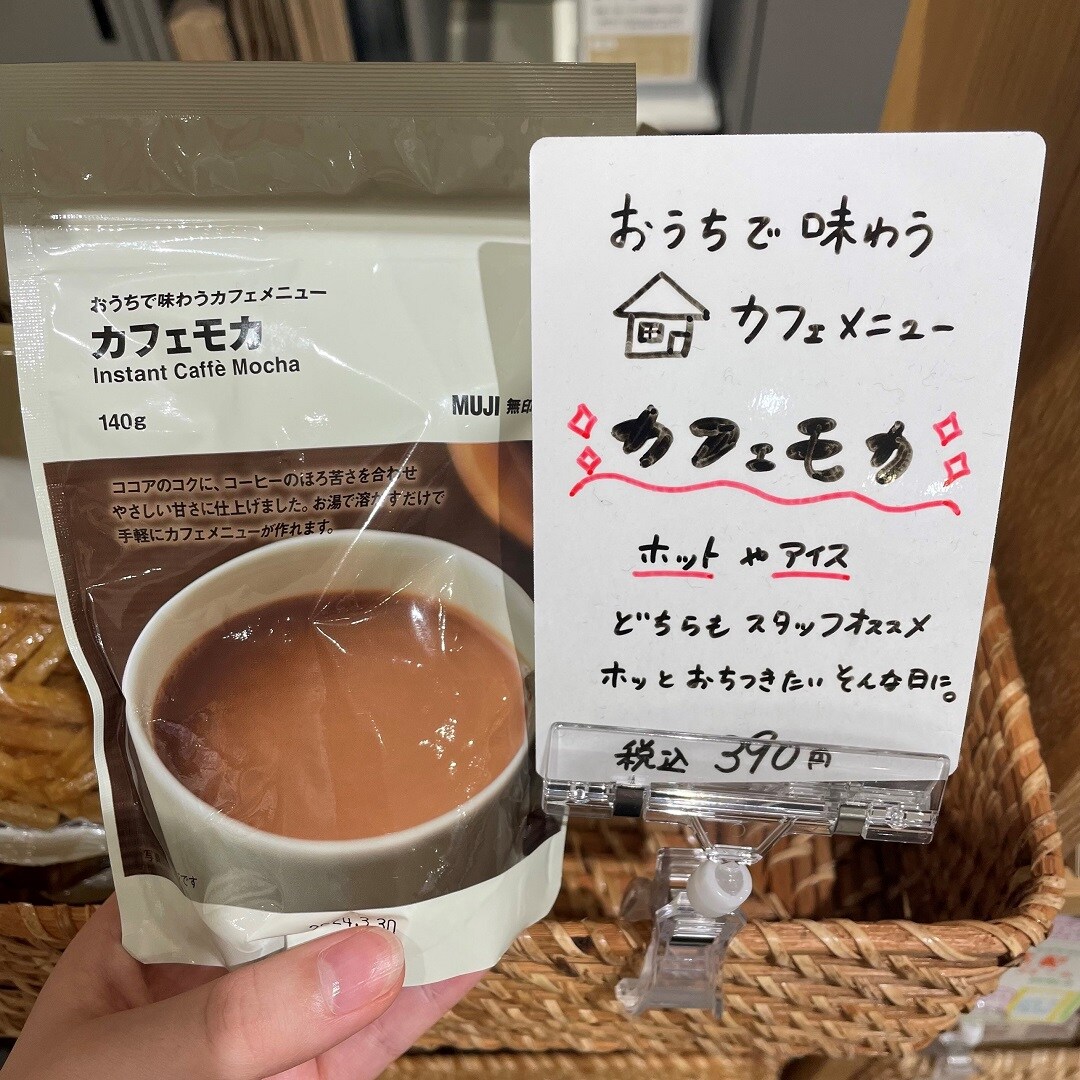 おうちで味わうカフェメニュー
カフェモカ
Instant Caffè Mocha
140g
MUJI 無印
ココアのコクに、コーヒーのほろ苦さを合わせ
やさしい甘さに仕上げました。お湯で溶かすだけで
手軽にカフェメニューが作れます。
おうちで味わう
カフェメニュー
カフェモカ
ホットやアイス
どちらもスタッフオススメ
ホッとおちつきたいそんな日に。
税込 390円